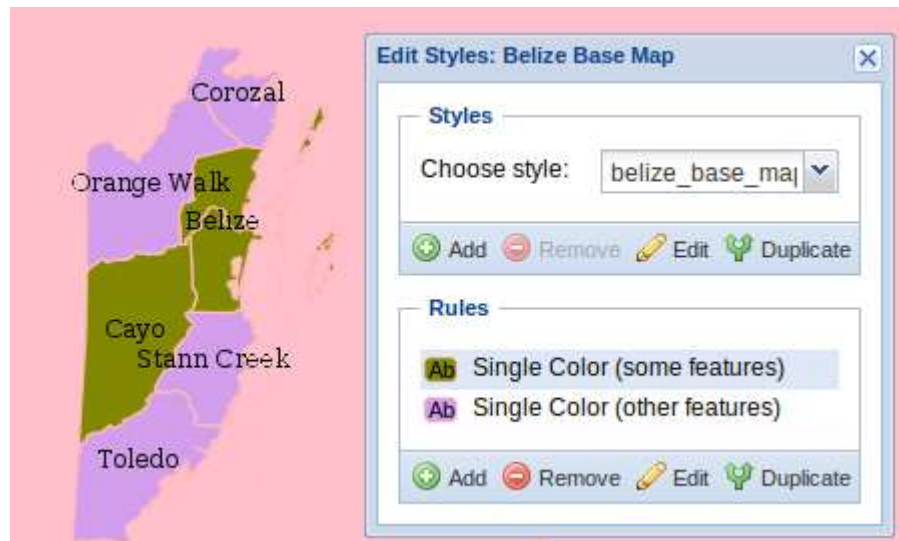 Corozal
Orange Walk
Belize
Cayo
Stann Creek
Toledo
Edit Styles: Belize Base Map
Styles
Choose style: belize_base_map
Add Remove Edit Duplicate
Rules
Ab Single Color (some features)
Ab Single Color (other features)
Add Remove Edit Duplicate